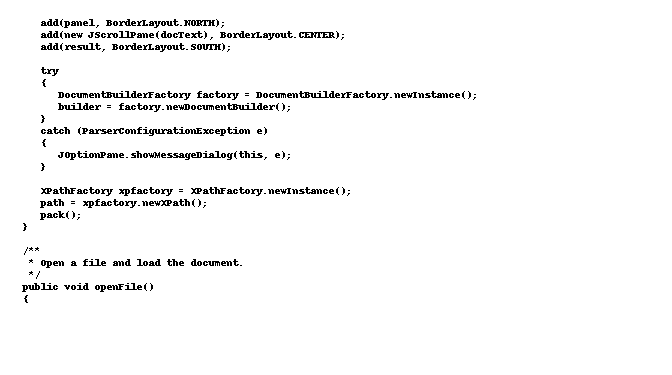 add(panel, BorderLayout.NORTH);
add(new JScrollPane(docText), BorderLayout.CENTER);
add(result, BorderLayout.SOUTH);
try
{
DocumentBuilderFactory factory = DocumentBuilderFactory.newInstance();
builder = factory.newDocumentBuilder();
}
catch (ParserConfigurationException e)
{
JOptionPane.showMessageDialog(this, e);
}
XPathFactory xpfactory = XPathFactory.newInstance();
path = xpfactory.newXPath();
pack();
}
/**
* Open a file and load the document.
*/
public void openFile()
{